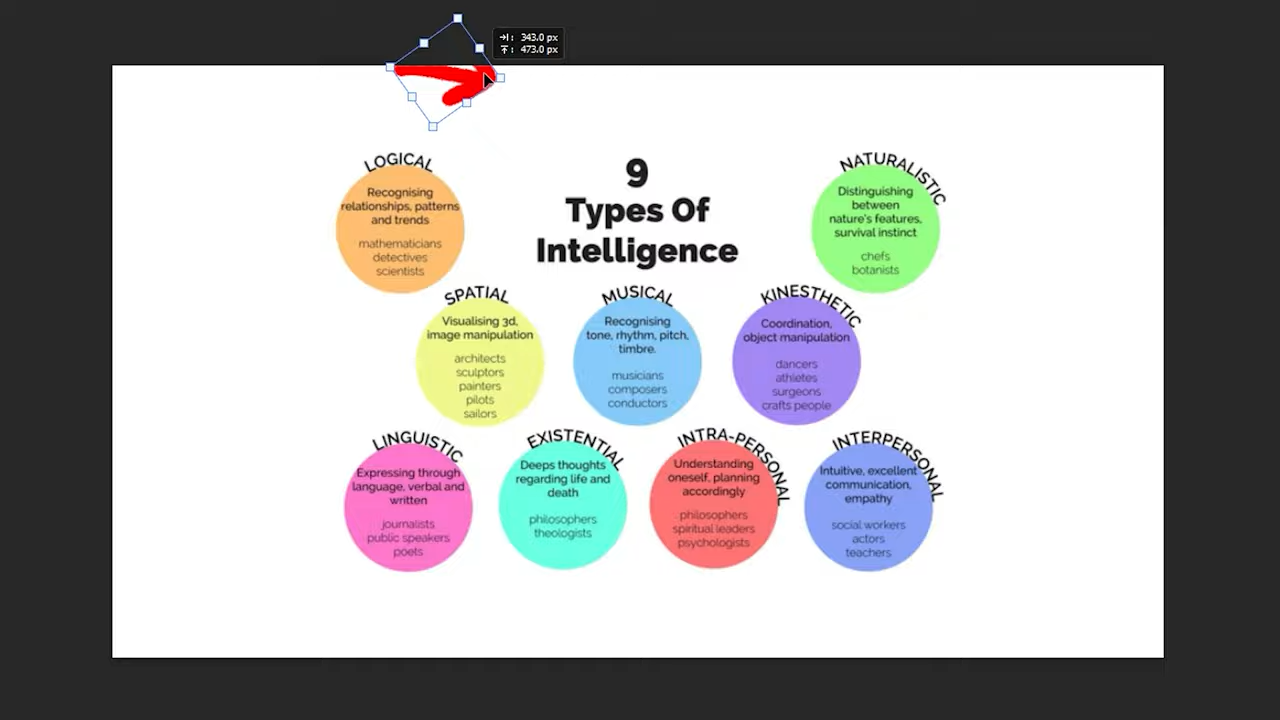 343.0 px
473.0 px
9
Types Of
Intelligence
LOGICAL
Recognising
relationships, patterns
and trends
mathematicians
detectives
scientists
NATURALISTIC
Distinguishing
between
nature's features,
survival instinct
chefs
botanists
SPATIAL
Visualising 3d,
image manipulation
architects
sculptors
painters
pilots
sailors
MUSICAL
Recognising
tone, rhythm, pitch,
timbre.
musicians
composers
conductors
KINESTHETIC
Coordination,
object manipulation
dancers
athletes
surgeons
crafts people
LINGUISTIC
Expressing through
language, verbal and
written
journalists
public speakers
poets
EXISTENTIAL
Deeps thoughts
regarding life and
death
philosophers
theologists
INTRA-PERSONAL
Understanding
oneself, planning
accordingly
philosophers
spiritual leaders
psychologists
INTERPERSONAL
Intuitive, excellent
communication,
empathy
social workers
actors
teachers